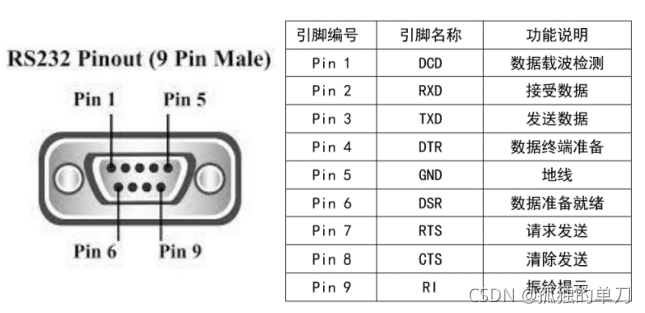 RS232 Pinout (9 Pin Male)
Pin 1 Pin 5
Pin 6 Pin 9
引脚编号 引脚名称 功能说明
Pin 1 DCD 数据载波检测
Pin 2 RXD 接受数据
Pin 3 TXD 发送数据
Pin 4 DTR 数据终端准备
Pin 5 GND 地线
Pin 6 DSR 数据准备就绪
Pin 7 RTS 请求发送
Pin 8 CTS 清除发送
Pin 9 RI 振铃提示
CSDN @孤独的单刀